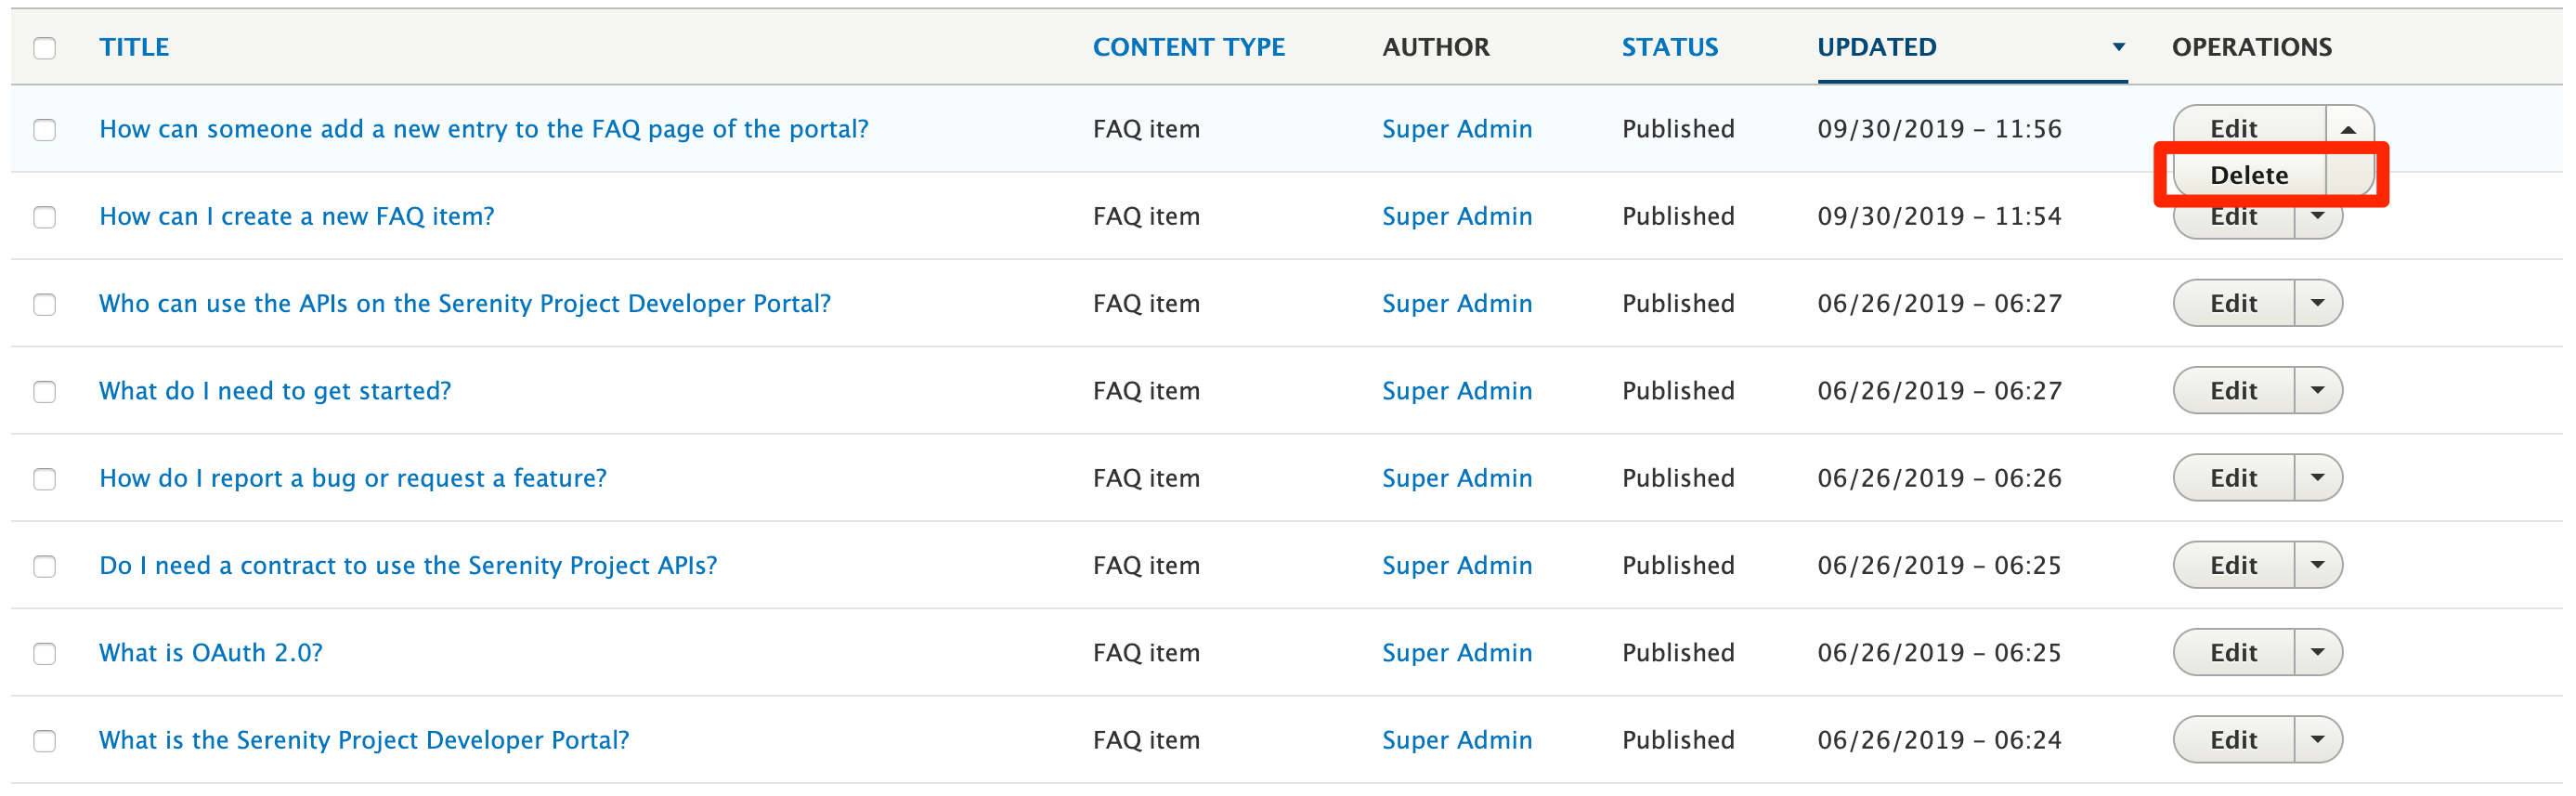 TITLE CONTENT TYPE AUTHOR STATUS UPDATED OPERATIONS
How can someone add a new entry to the FAQ page of the portal? FAQ item Super Admin Published 09/30/2019 – 11:56 Edit
Delete
How can I create a new FAQ item? FAQ item Super Admin Published 09/30/2019 – 11:54 Edit
Who can use the APIs on the Serenity Project Developer Portal? FAQ item Super Admin Published 06/26/2019 – 06:27 Edit
What do I need to get started? FAQ item Super Admin Published 06/26/2019 – 06:27 Edit
How do I report a bug or request a feature? FAQ item Super Admin Published 06/26/2019 – 06:26 Edit
Do I need a contract to use the Serenity Project APIs? FAQ item Super Admin Published 06/26/2019 – 06:25 Edit
What is OAuth 2.0? FAQ item Super Admin Published 06/26/2019 – 06:25 Edit
What is the Serenity Project Developer Portal? FAQ item Super Admin Published 06/26/2019 – 06:24 Edit